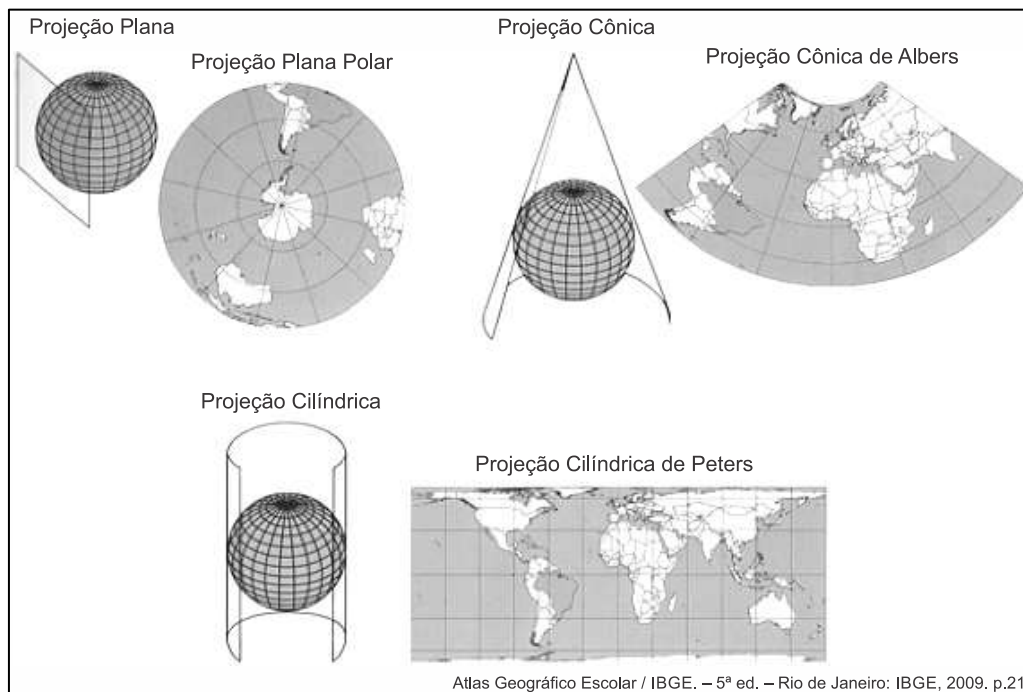 Projeção Plana
Projeção Plana Polar
Projeção Cônica
Projeção Cônica de Albers
Projeção Cilíndrica
Projeção Cilíndrica de Peters
Atlas Geográfico Escolar / IBGE. – 5ª ed. – Rio de Janeiro: IBGE, 2009. p.21